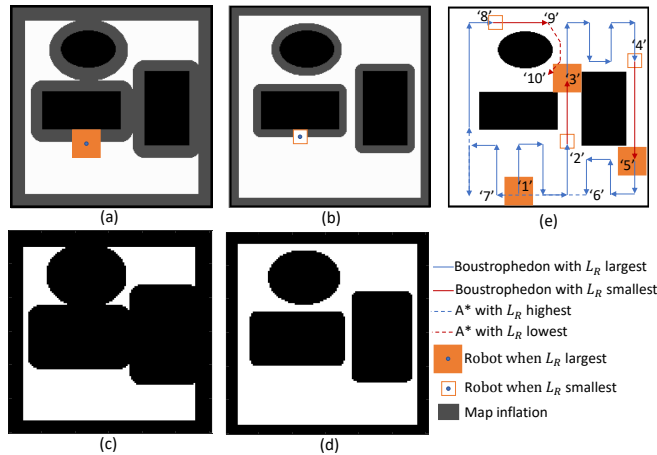 '8'
'9'
'4'
'10'
'3'
'2'
'5'
'1'
'7'
'6'
(a)
(b)
(e)
Boustrophedon with L_R largest
Boustrophedon with L_R smallest
A* with L_R highest
A* with L_R lowest
Robot when L_R largest
Robot when L_R smallest
Map inflation
(c)
(d)